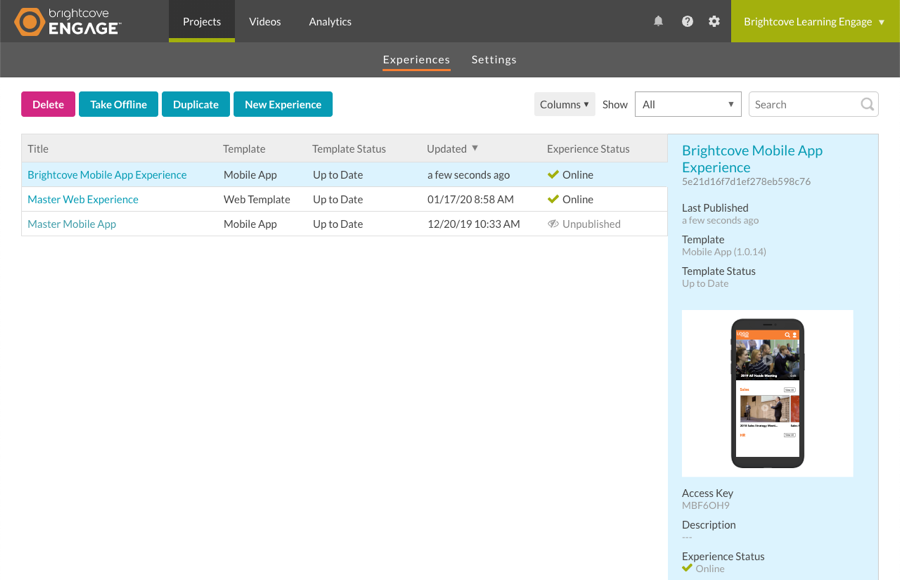 brightcove
ENGAGE™
Projects
Videos
Analytics
Brightcove Learning Engage ▼
Experiences
Settings
Delete
Take Offline
Duplicate
New Experience
Columns ▾
Show
All
Search
Title Template Template Status Updated ▼ Experience Status
Brightcove Mobile App Experience Mobile App Up to Date a few seconds ago Online
Master Web Experience Web Template Up to Date 01/17/20 8:58 AM Online
Master Mobile App Mobile App Up to Date 12/20/19 10:33 AM Unpublished
Brightcove Mobile App
Experience
5e21d16f7d1ef278eb598c76
Last Published
a few seconds ago
Template
Mobile App (1.0.14)
Template Status
Up to Date
Sales
HR
Access Key
MBF6OH9
Description
---
Experience Status
Online